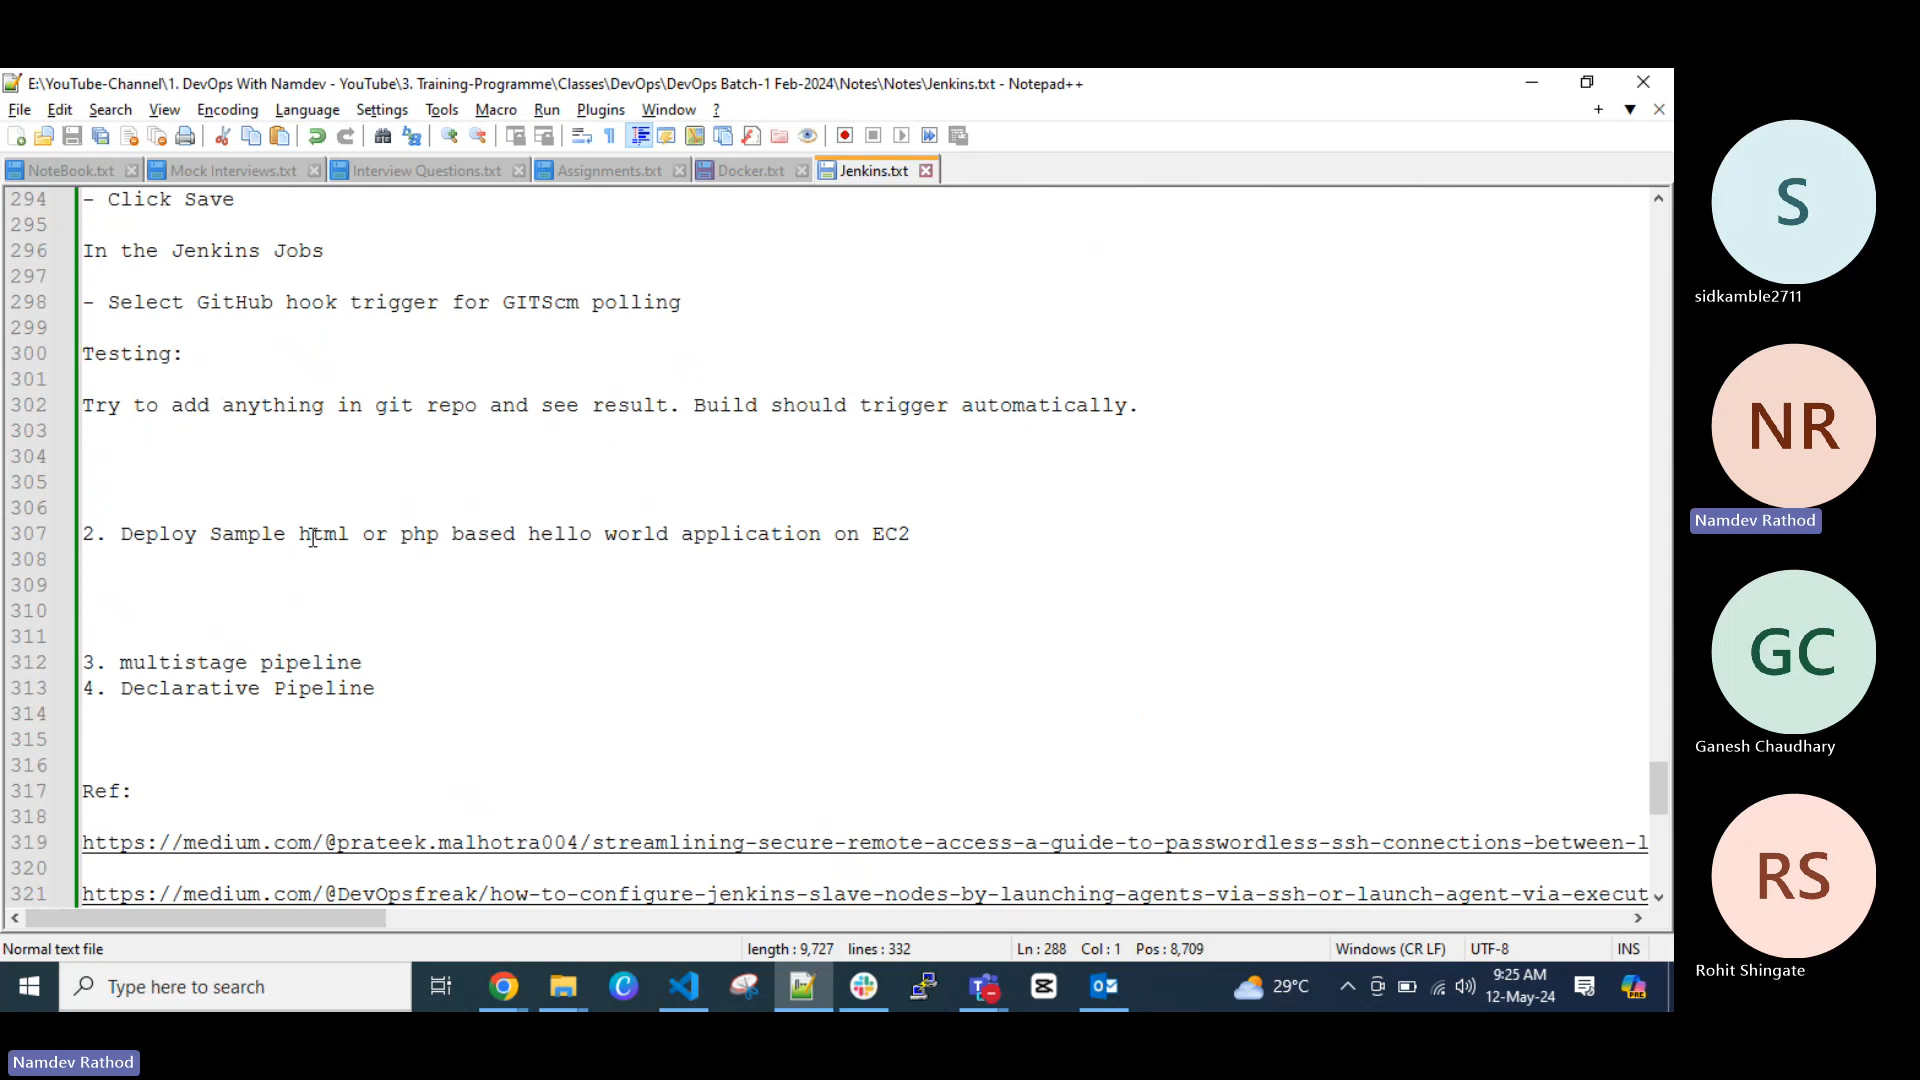 E:\YouTube-Channel\1. DevOps With Namdev - YouTube\3. Training-Programme\Classes\DevOps\DevOps Batch-1 Feb-2024\Notes\Notes\Jenkins.txt - Notepad++
File Edit Search View Encoding Language Settings Tools Macro Run Plugins Window ?
NoteBook.txt Mock Interviews.txt Interview Questions.txt Assignments.txt Docker.txt Jenkins.txt
294 - Click Save
295
296 In the Jenkins Jobs
297
298 - Select GitHub hook trigger for GITScm polling
299
300 Testing:
301
302 Try to add anything in git repo and see result. Build should trigger automatically.
303
304
305
306
307 2. Deploy Sample html or php based hello world application on EC2
308
309
310
311
312 3. multistage pipeline
313 4. Declarative Pipeline
314
315
316
317 Ref:
318
319 https://medium.com/@prateek.malhotra004/streamlining-secure-remote-access-a-guide-to-passwordless-ssh-connections-between-l
320
321 https://medium.com/@DevOpsfreak/how-to-configure-jenkins-slave-nodes-by-launching-agents-via-ssh-or-launch-agent-via-execut
Normal text file length : 9,727 lines : 332 Ln : 288 Col : 1 Pos : 8,709 Windows (CR LF) UTF-8 INS
Type here to search
29°C
9:25 AM
12-May-24
S
sidkamble2711
NR
Namdev Rathod
GC
Ganesh Chaudhary
RS
Rohit Shingate
Namdev Rathod